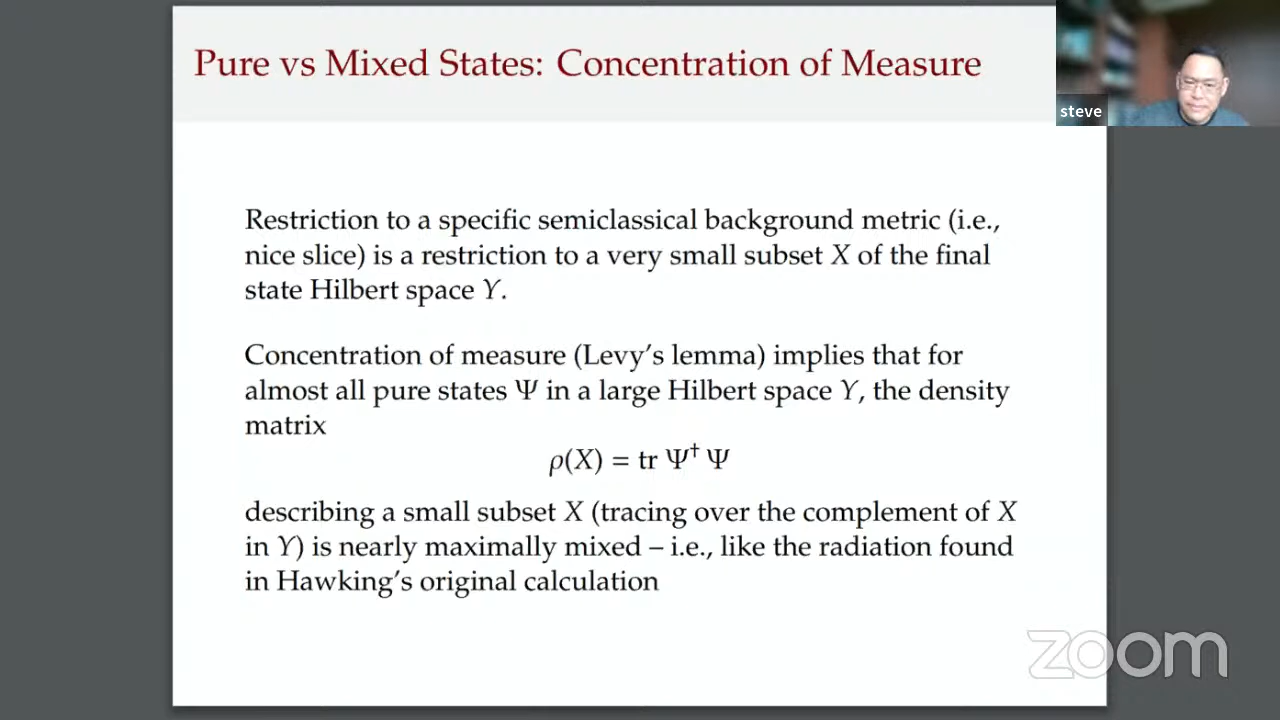 Pure vs Mixed States: Concentration of Measure
steve
Restriction to a specific semiclassical background metric (i.e.,
nice slice) is a restriction to a very small subset X of the final
state Hilbert space Y.
Concentration of measure (Levy's lemma) implies that for
almost all pure states Ψ in a large Hilbert space Y, the density
matrix
ρ(X) = tr Ψ† Ψ
describing a small subset X (tracing over the complement of X
in Y) is nearly maximally mixed – i.e., like the radiation found
in Hawking's original calculation
zoom